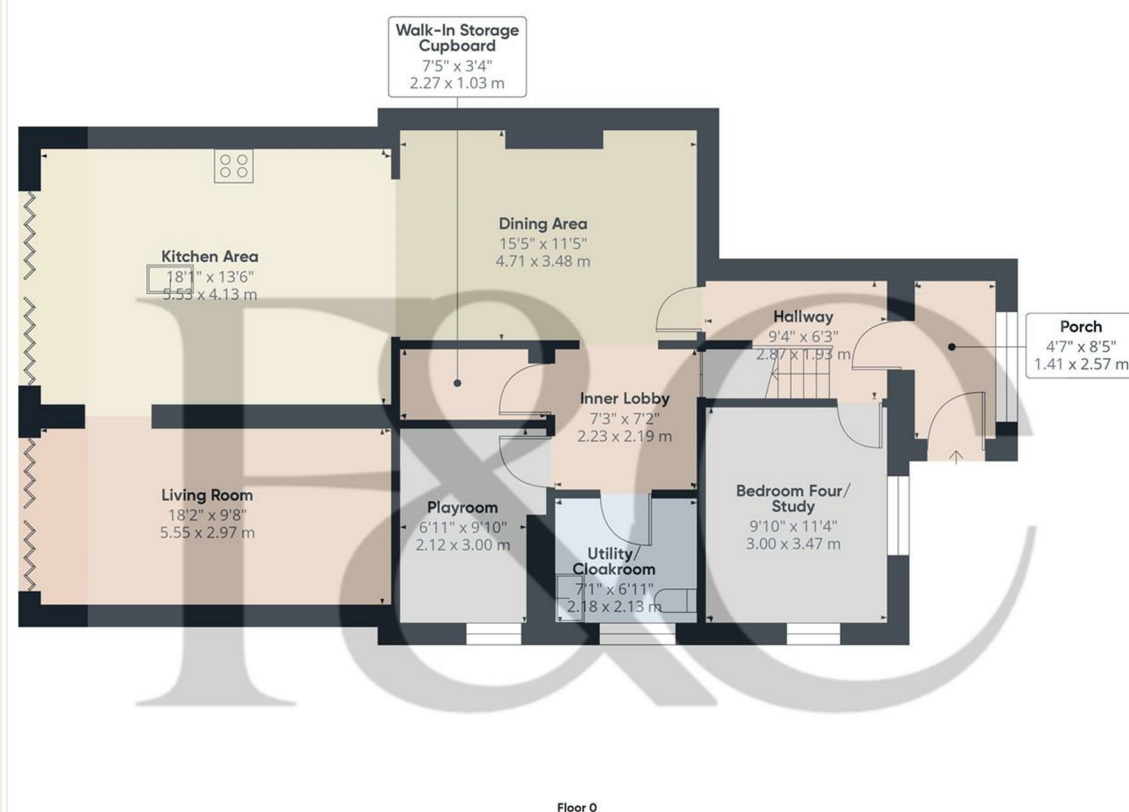 Walk-In Storage
Cupboard
7'5" x 3'4"
2.27 x 1.03 m
Dining Area
15'5" x 11'5"
4.71 x 3.48 m
Kitchen Area
18'1" x 13'6"
5.53 x 4.13 m
Hallway
9'4" x 6'3"
2.87 x 1.93 m
Porch
4'7" x 8'5"
1.41 x 2.57 m
Inner Lobby
7'3" x 7'2"
2.23 x 2.19 m
Living Room
18'2" x 9'8"
5.55 x 2.97 m
Playroom
6'11" x 9'10"
2.12 x 3.00 m
Bedroom Four/
Study
9'10" x 11'4"
3.00 x 3.47 m
Utility/
Cloakroom
7'1" x 6'11"
2.18 x 2.13 m
F&C
Floor 0